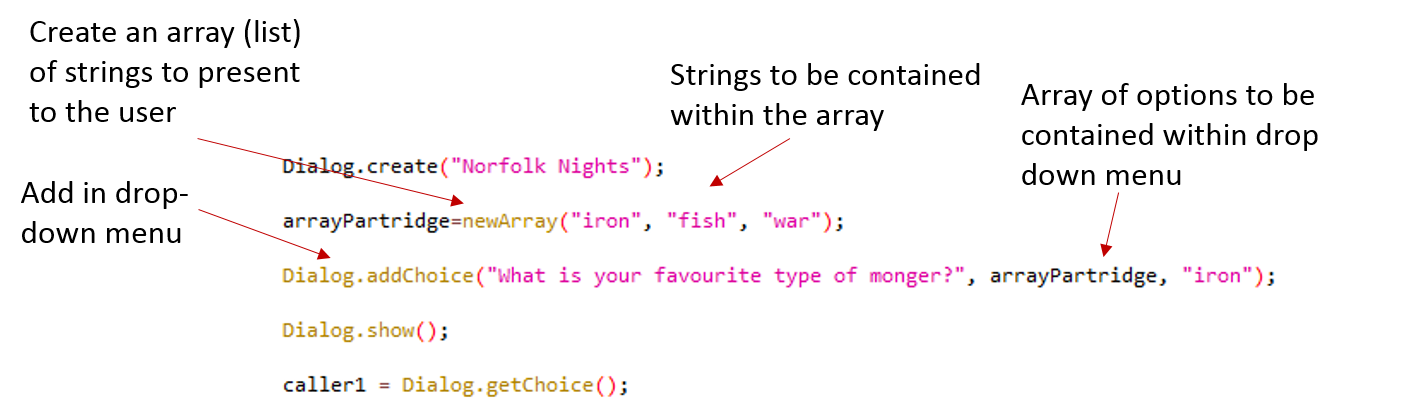 Create an array (list)
of strings to present
to the user
Strings to be contained
within the array
Array of options to be
contained within drop
down menu
Add in drop-
down menu
Dialog.create("Norfolk Nights");
arrayPartridge=newArray("iron", "fish", "war");
Dialog.addChoice("What is your favourite type of monger?", arrayPartridge, "iron");
Dialog.show();
caller1 = Dialog.getChoice();